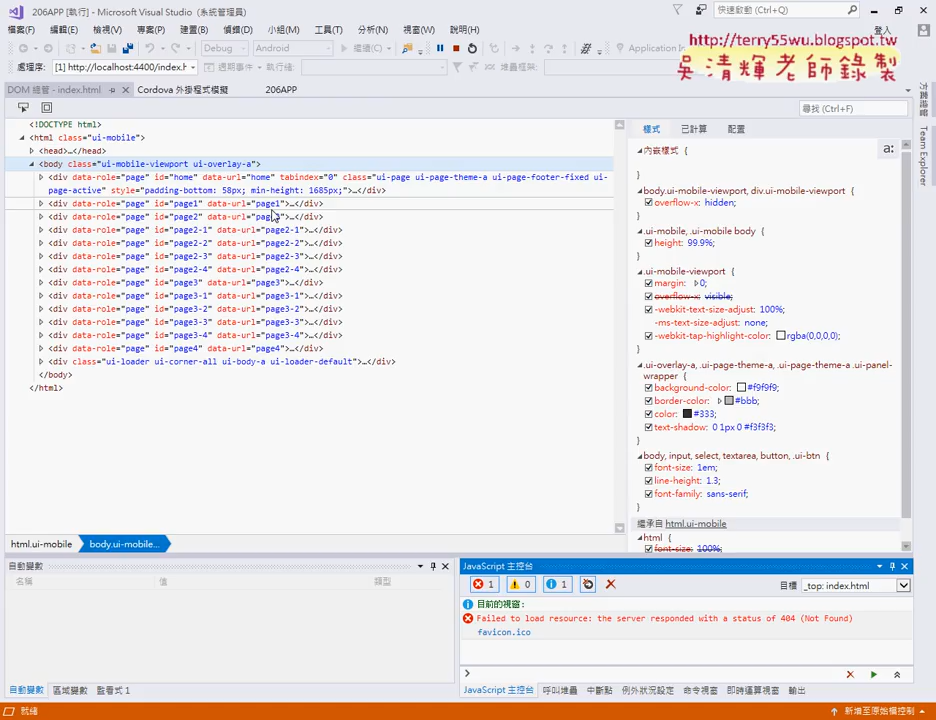 206APP [執行] - Microsoft Visual Studio (系統管理員)
快速啟動 (Ctrl+Q)
檔案(F) 編輯(E) 檢視(V) 專案(P) 建置(B) 偵錯(D) 小組(M) 工具(T) 分析(N) 視窗(W) 說明(H)
登入
Debug Android 繼續(C) Application In
http://terry55wu.blogspot.tw
吳清輝老師錄製
處理序: [1] http://localhost:4400/index.h 週期事件 執行緒: 堆疊框架:
DOM 總管 - index.html Cordova 外掛程式模擬 206APP
尋找 (Ctrl+F)
<!DOCTYPE html>
<html class="ui-mobile">
<head>…</head>
<body class="ui-mobile-viewport ui-overlay-a">
<div data-role="page" id="home" data-url="home" tabindex="0" class="ui-page ui-page-theme-a ui-page-footer-fixed ui-
page-active" style="padding-bottom: 58px; min-height: 1685px;">…</div>
<div data-role="page" id="page1" data-url="page1">…</div>
<div data-role="page" id="page2" data-url="page2">…</div>
<div data-role="page" id="page2-1" data-url="page2-1">…</div>
<div data-role="page" id="page2-2" data-url="page2-2">…</div>
<div data-role="page" id="page2-3" data-url="page2-3">…</div>
<div data-role="page" id="page2-4" data-url="page2-4">…</div>
<div data-role="page" id="page3" data-url="page3">…</div>
<div data-role="page" id="page3-1" data-url="page3-1">…</div>
<div data-role="page" id="page3-2" data-url="page3-2">…</div>
<div data-role="page" id="page3-3" data-url="page3-3">…</div>
<div data-role="page" id="page3-4" data-url="page3-4">…</div>
<div data-role="page" id="page4" data-url="page4">…</div>
<div class="ui-loader ui-corner-all ui-body-a ui-loader-default">…</div>
</body>
</html>
html.ui-mobile body.ui-mobile...
樣式 已計算 配置
a:
內嵌樣式 {
}
body.ui-mobile-viewport, div.ui-mobile-viewport {
overflow-x: hidden;
}
.ui-mobile, .ui-mobile body {
height: 99.9%;
}
.ui-mobile-viewport {
margin: 0;
overflow-x: visible;
-webkit-text-size-adjust: 100%;
-ms-text-size-adjust: none;
-webkit-tap-highlight-color: rgba(0,0,0,0);
}
.ui-overlay-a, .ui-page-theme-a, .ui-page-theme-a .ui-panel-
wrapper {
background-color: #f9f9f9;
border-color: #bbb;
color: #333;
text-shadow: 0 1px 0 #f3f3f3;
}
body, input, select, textarea, button, .ui-btn {
font-size: 1em;
line-height: 1.3;
font-family: sans-serif;
}
繼承自 html.ui-mobile
html {
font-size: 100%;
方案總管
Team Explorer
自動變數
名稱 值 類型
自動變數 區域變數 監看式 1
JavaScript 主控台
1 0 1 目標 _top: index.html
目前的視窗:
Failed to load resource: the server responded with a status of 404 (Not Found)
favicon.ico
JavaScript 主控台 呼叫堆疊 中斷點 例外狀況設定 命令視窗 即時運算視窗 輸出
就緒 新增至原始檔控制